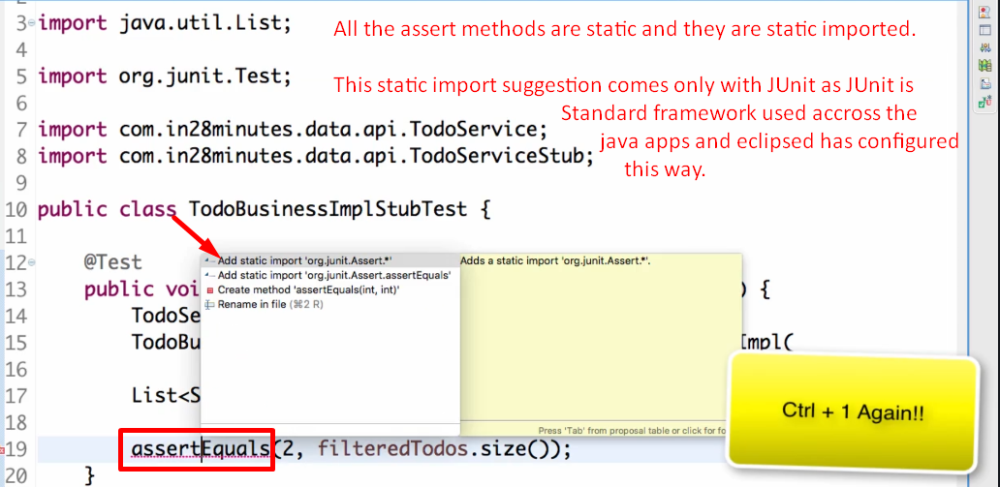 3 import java.util.List;
All the assert methods are static and they are static imported.
4
5 import org.junit.Test;
This static import suggestion comes only with JUnit as JUnit is
6
Standard framework used accross the
7 import com.in28minutes.data.api.TodoService;
java apps and eclipsed has configured
8 import com.in28minutes.data.api.TodoServiceStub;
this way.
9
10 public class TodoBusinessImplStubTest {
11
12 @Test
Add static import 'org.junit.Assert.*'
Adds a static import 'org.junit.Assert.*'.
Add static import 'org.junit.Assert.assertEquals'
13 public voi ) {
Create method 'assertEquals(int, int)'
Rename in file (⌘2 R)
14 TodoSe
15 TodoBu Impl(
16
17 List<S
18
Press 'Tab' from proposal table or click for fo
Ctrl + 1 Again!!
19 assertEquals(2, filteredTodos.size());
20 }